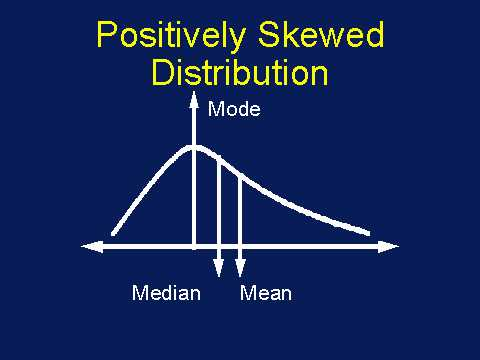 Positively Skewed
Distribution
Mode
Median Mean